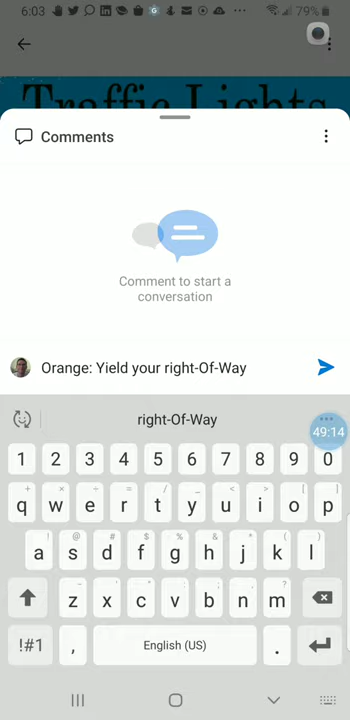 6:03 79%
Traffic Lights
Comments
Comment to start a
conversation
Orange: Yield your right-Of-Way
right-Of-Way
49:14
1 2 3 4 5 6 7 8 9 0
+ × ÷ = / _ < > [ ]
q w e r t y u i o p
! @ # $ % ^ & * ( )
a s d f g h j k l
- ' " : ; , ?
z x c v b n m
!#1 , English (US) .